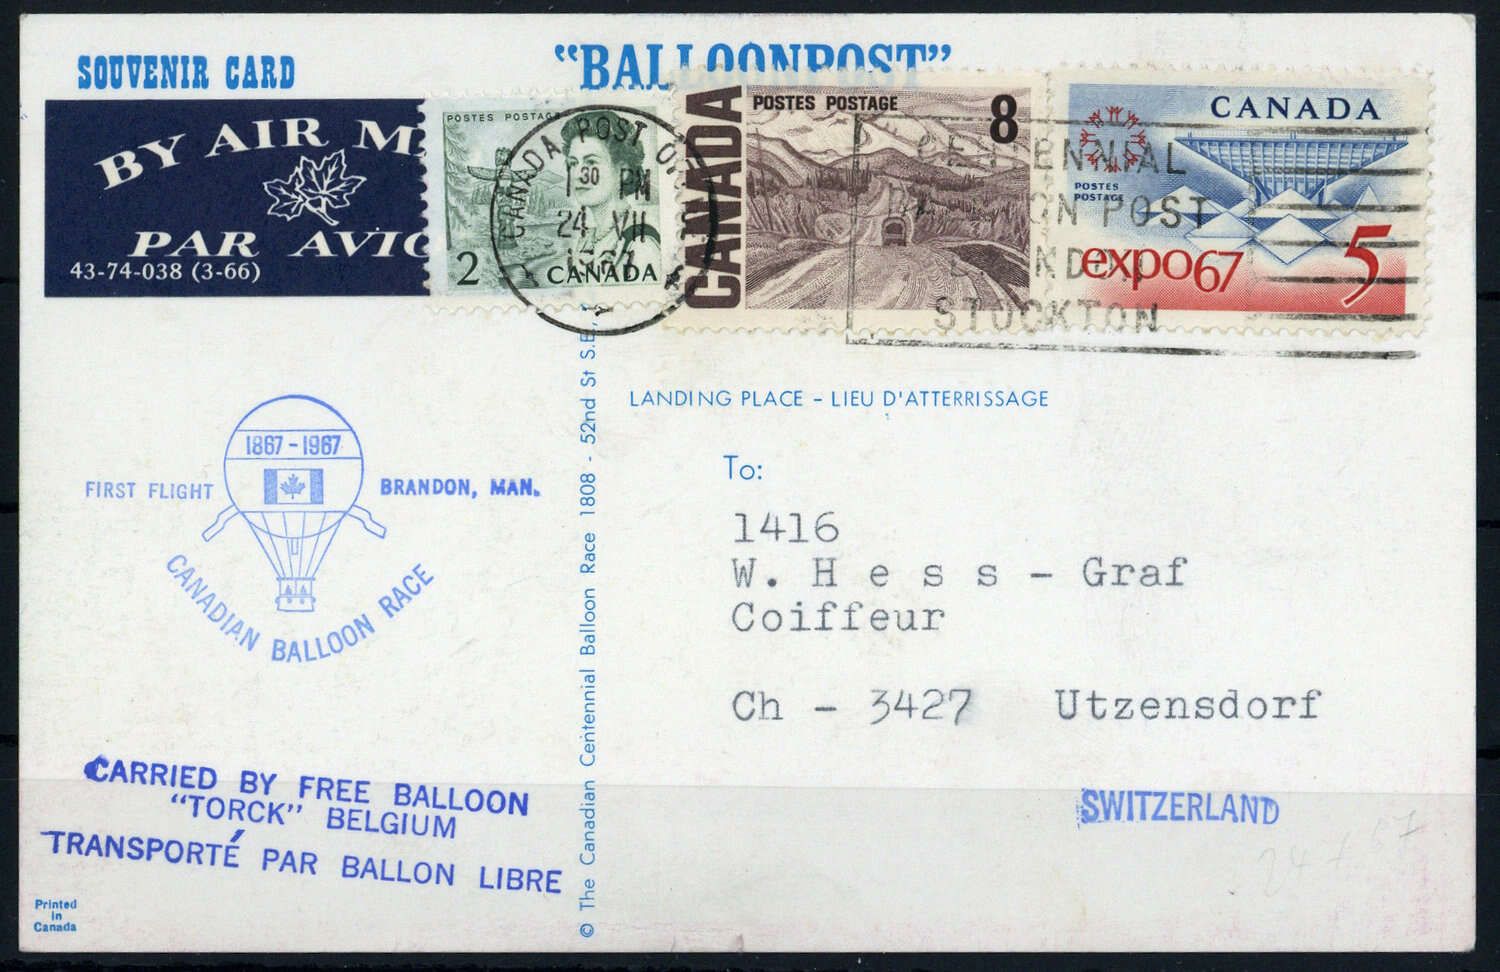 SOUVENIR CARD
"BALLOONPOST"
BY AIR M
PAR AVIO
43-74-038 (3-66)
POSTES POSTAGE
2
CANADA
CANADA POST
1 30 PM
24 VII
1967
CANADA
POSTES POSTAGE
8
CANADA
POSTES
POSTAGE
expo67
5
CENTENNIAL
POST
STOCKTON
LANDING PLACE - LIEU D'ATTERRISSAGE
1867-1967
FIRST FLIGHT
BRANDON, MAN.
CANADIAN BALLOON RACE
To:
1416
W. H e s s - Graf
Coiffeur
Ch - 3427 Utzensdorf
SWITZERLAND
CARRIED BY FREE BALLOON
"TORCK" BELGIUM
TRANSPORTÉ PAR BALLON LIBRE
© The Canadian Centennial Balloon Race 1808 - 52nd St S.E.
Printed
in
Canada